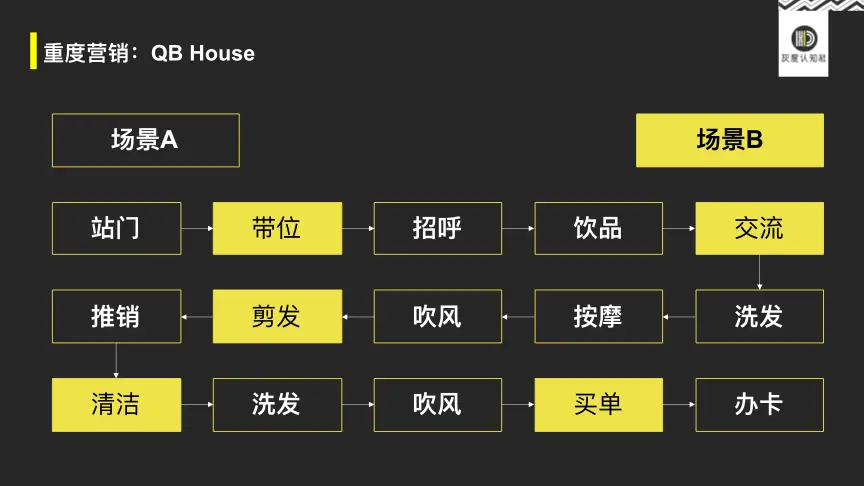 重度营销：QB House
灰度认知社
场景A
场景B
站门
带位
招呼
饮品
交流
推销
剪发
吹风
按摩
洗发
清洁
洗发
吹风
买单
办卡